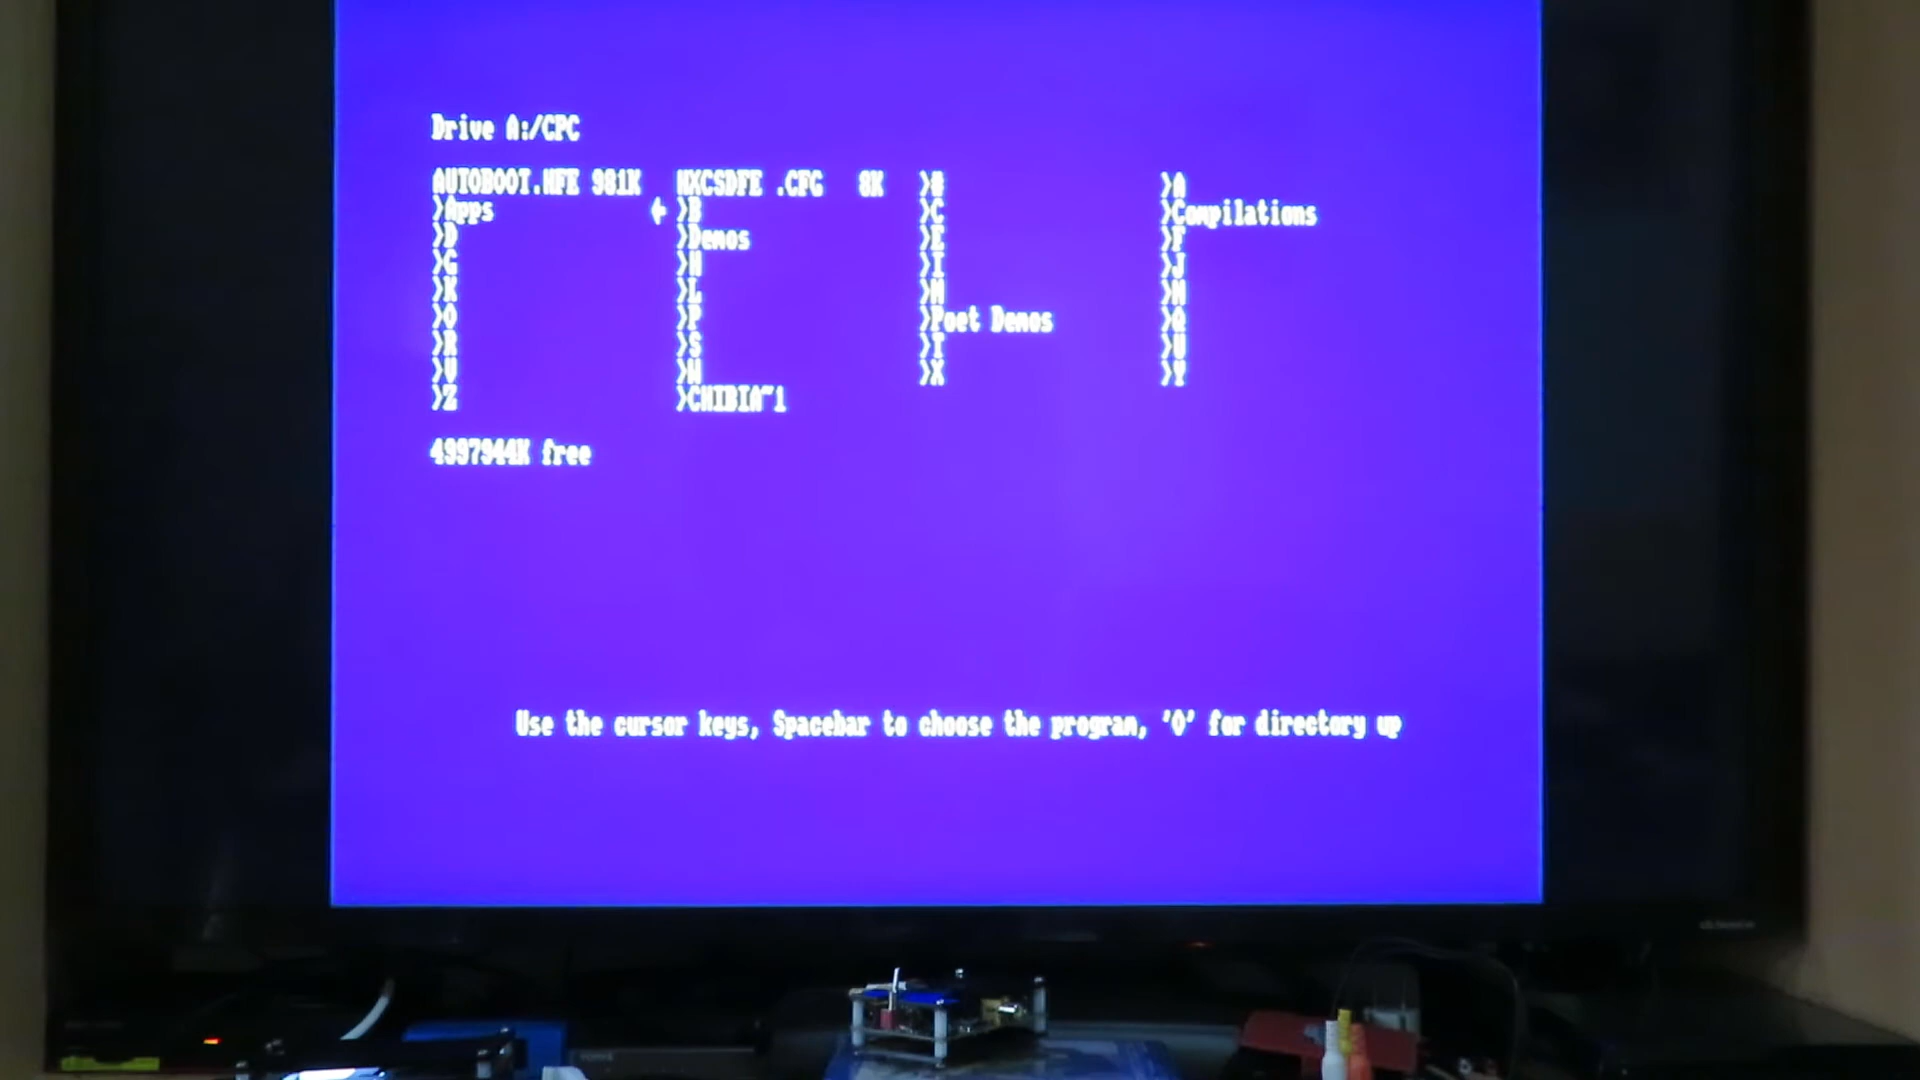 Drive A:/CPC
AUTOBOOT.HFE 981K HXCSDFE .CFG 8K ># >A
>Apps >B >C >Compilations
>D >Demos >E >F
>G >H >I >J
>K >L >M >N
>O >P >Poet Demos >Q
>R >S >T >U
>V >W >X >Y
>Z >CHIBIA~1
4997944K free
Use the cursor keys, Spacebar to choose the program, '0' for directory up